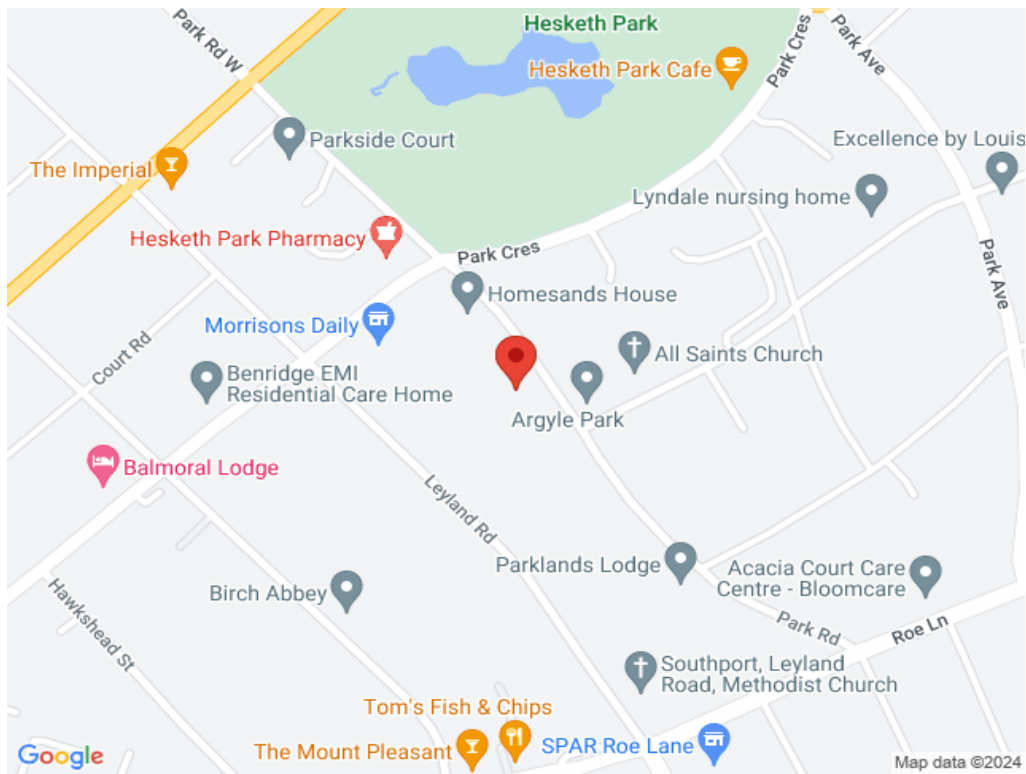 Hesketh Park
Park Rd W
Park Cres
Park Ave
Hesketh Park Cafe
Parkside Court
Excellence by Louis
The Imperial
Lyndale nursing home
Hesketh Park Pharmacy
Park Cres
Park Ave
Homesands House
Morrisons Daily
Court Rd
All Saints Church
Benridge EMI
Residential Care Home
Argyle Park
Balmoral Lodge
Leyland Rd
Parklands Lodge
Acacia Court Care
Centre - Bloomcare
Birch Abbey
Hawkshead St
Park Rd
Roe Ln
Southport, Leyland
Road, Methodist Church
Tom's Fish & Chips
The Mount Pleasant
SPAR Roe Lane
Google
Map data ©2024